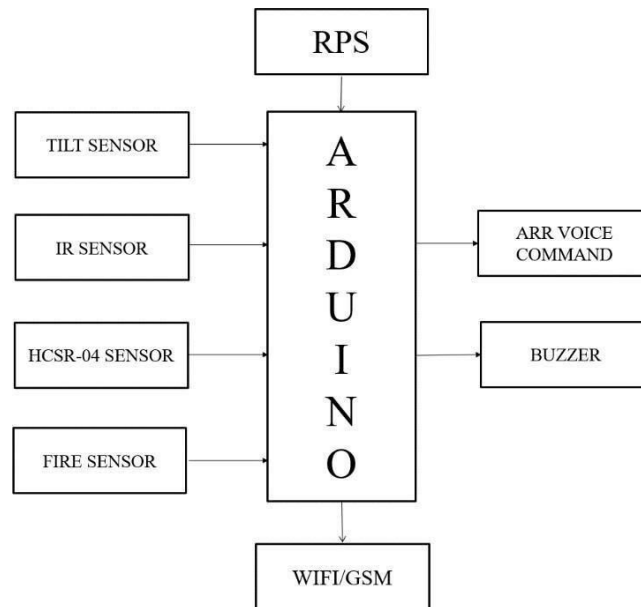 RPS
TILT SENSOR
IR SENSOR
HCSR-04 SENSOR
FIRE SENSOR
A
R
D
U
I
N
O
ARR VOICE
COMMAND
BUZZER
WIFI/GSM